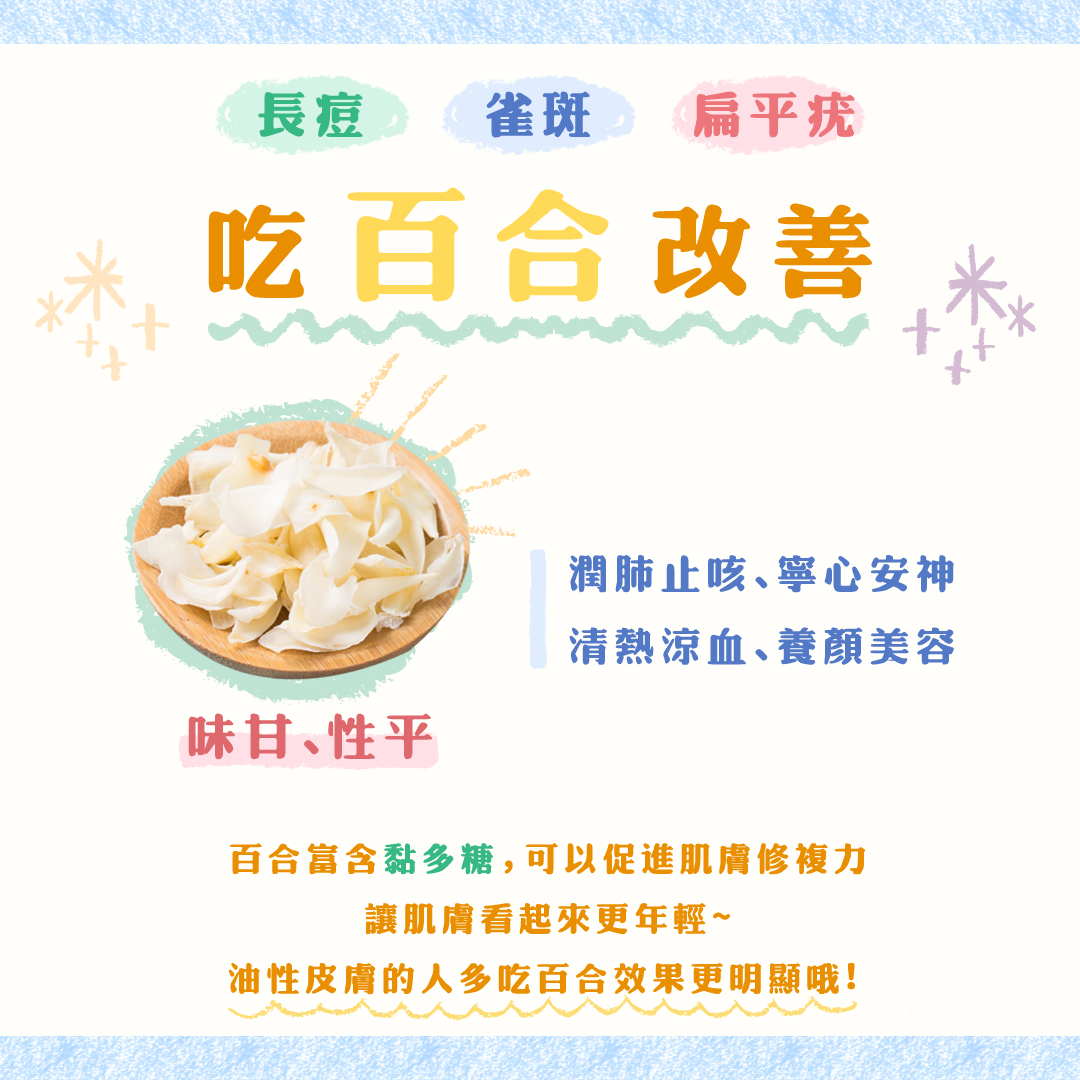 長痘 雀斑 扁平疣
吃百合改善
潤肺止咳、寧心安神
清熱涼血、養顏美容
味甘、性平
百合富含黏多糖，可以促進肌膚修複力
讓肌膚看起來更年輕~
油性皮膚的人多吃百合效果更明顯哦！